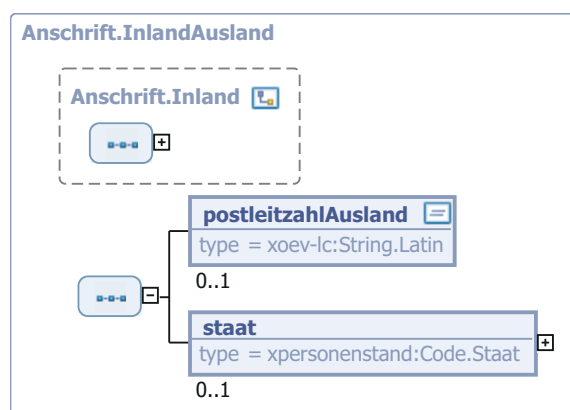 Anschrift.InlandAusland
Anschrift.Inland
postleitzahlAusland
type = xoev-lc:String.Latin
0..1
staat
type = xpersonenstand:Code.Staat
0..1